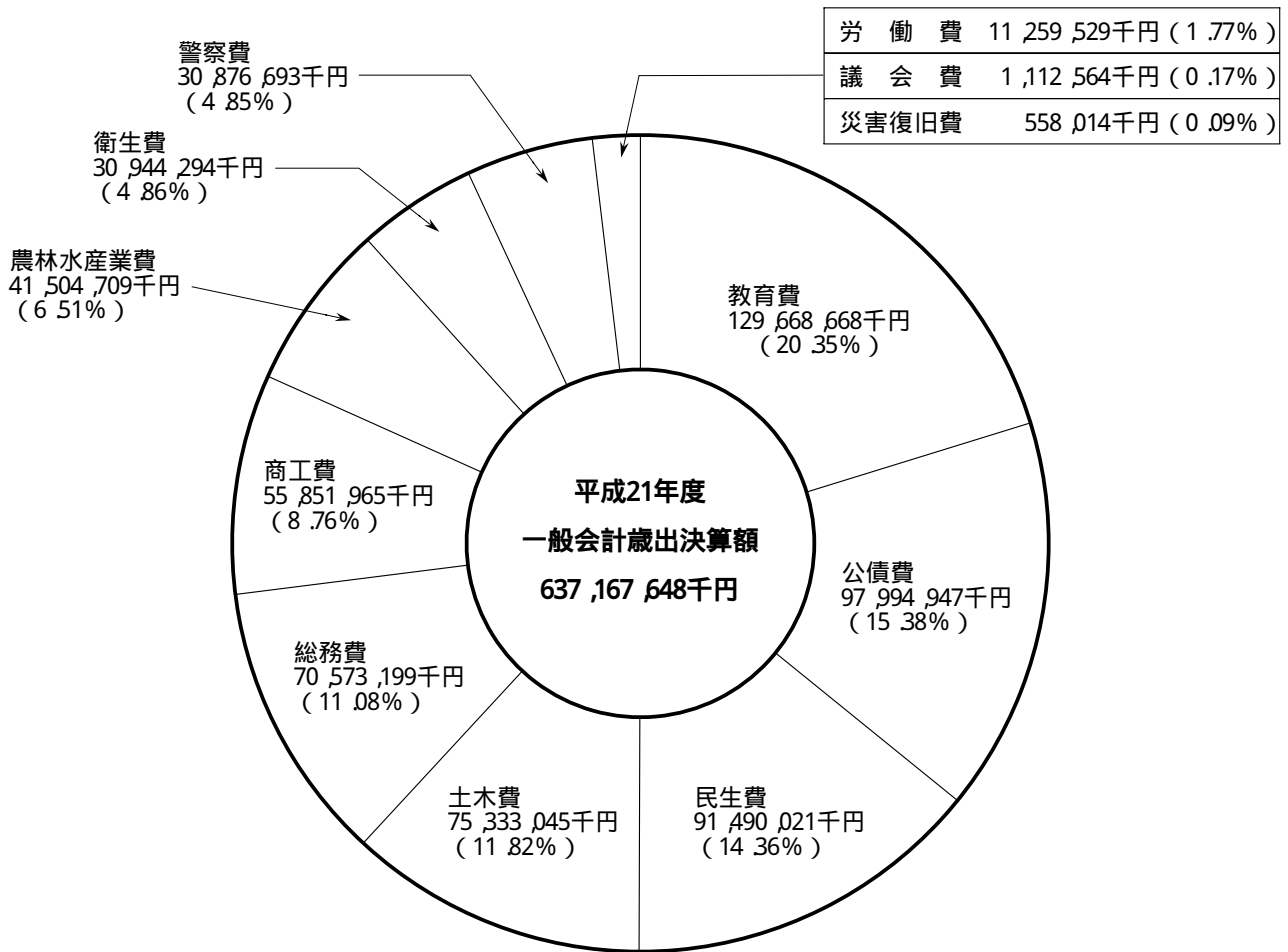 労働費 11,259,529千円(1.77%)
議会費 1,112,564千円(0.17%)
災害復旧費 558,014千円(0.09%)
警察費
30,876,693千円
(4.85%)
衛生費
30,944,294千円
(4.86%)
農林水産業費
41,504,709千円
(6.51%)
教育費
129,668,668千円
(20.35%)
商工費
55,851,965千円
(8.76%)
平成21年度
一般会計歳出決算額
637,167,648千円
公債費
97,994,947千円
(15.38%)
総務費
70,573,199千円
(11.08%)
土木費
75,333,045千円
(11.82%)
民生費
91,490,021千円
(14.36%)